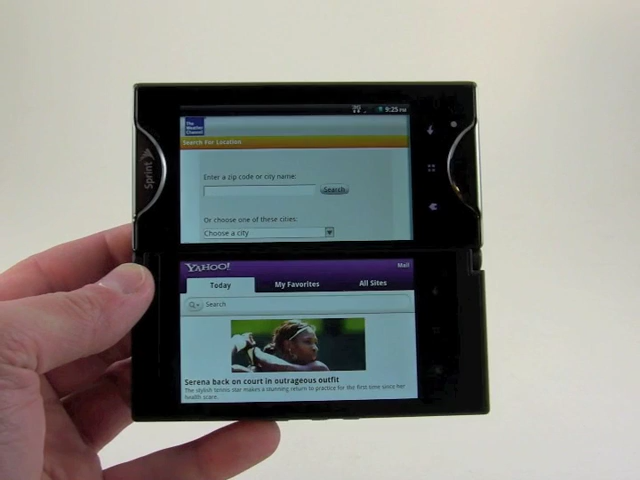 3G 9:25 PM
The Weather Channel
Search For Location
Sprint
Enter a zip code or city name:
Search
Or choose one of these cities:
Choose a city
YAHOO!
Mail
Today My Favorites All Sites
Search
Serena back on court in outrageous outfit
The stylish tennis star makes a stunning return to practice for the first time since her
health scare.